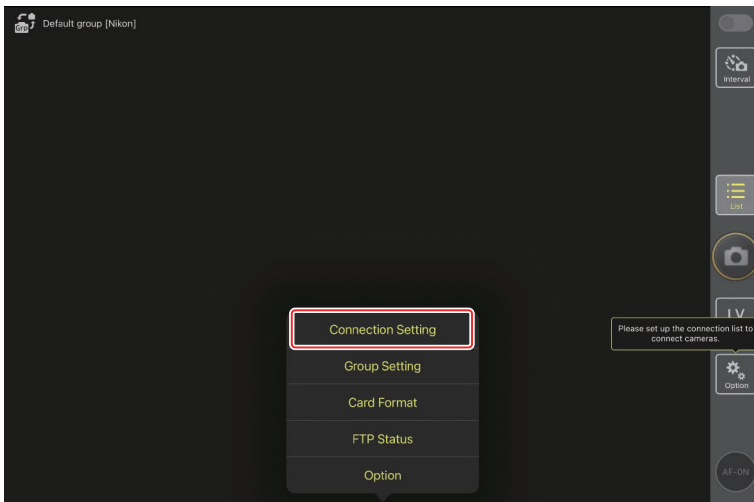 Grp
Default group [Nikon]
Interval
List
Connection Setting
LV
Please set up the connection list to
connect cameras.
Group Setting
Option
Card Format
FTP Status
Option
AF-ON